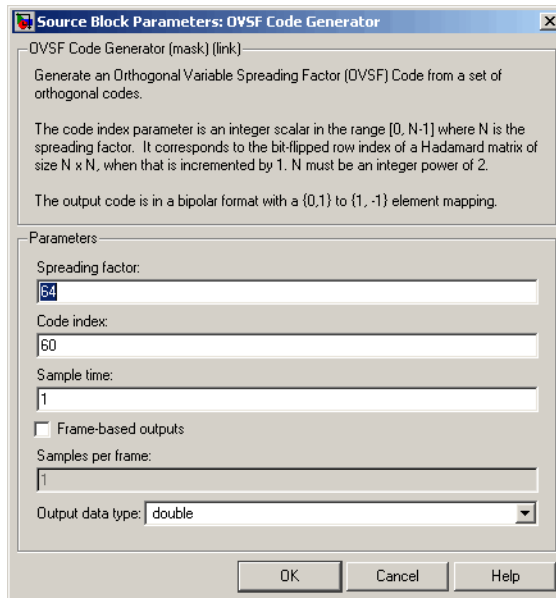 Source Block Parameters: OVSF Code Generator
OVSF Code Generator (mask) (link)
Generate an Orthogonal Variable Spreading Factor (OVSF) Code from a set of
orthogonal codes.
The code index parameter is an integer scalar in the range [0, N-1] where N is the
spreading factor. It corresponds to the bit-flipped row index of a Hadamard matrix of
size N x N, when that is incremented by 1. N must be an integer power of 2.
The output code is in a bipolar format with a {0,1} to {1, -1} element mapping.
Parameters
Spreading factor:
64
Code index:
60
Sample time:
1
Frame-based outputs
Samples per frame:
1
Output data type: double
OK Cancel Help